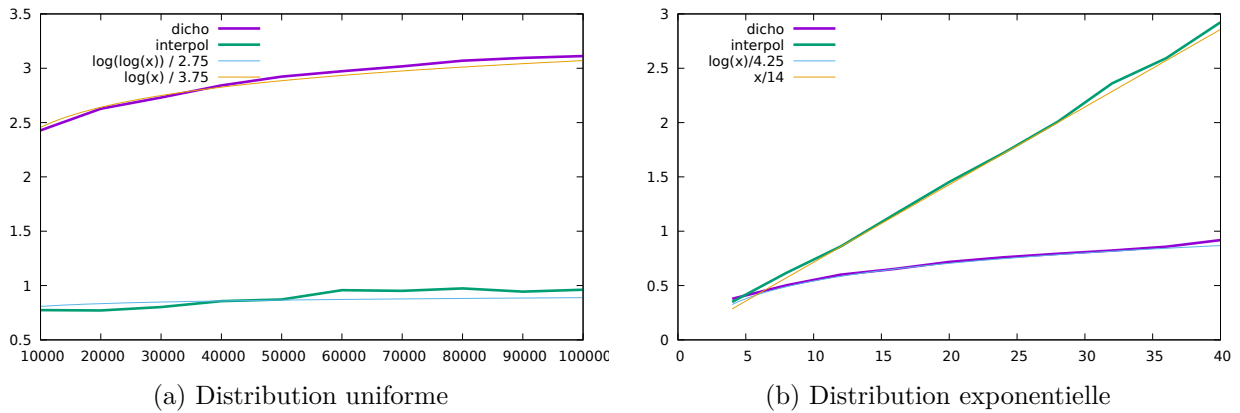 3.5
3
2.5
2
1.5
1
0.5
10000 20000 30000 40000 50000 60000 70000 80000 90000 100000
dicho
interpol
log(log(x)) / 2.75
log(x) / 3.75
(a) Distribution uniforme
3
2.5
2
1.5
1
0.5
0
0 5 10 15 20 25 30 35 40
dicho
interpol
log(x)/4.25
x/14
(b) Distribution exponentielle